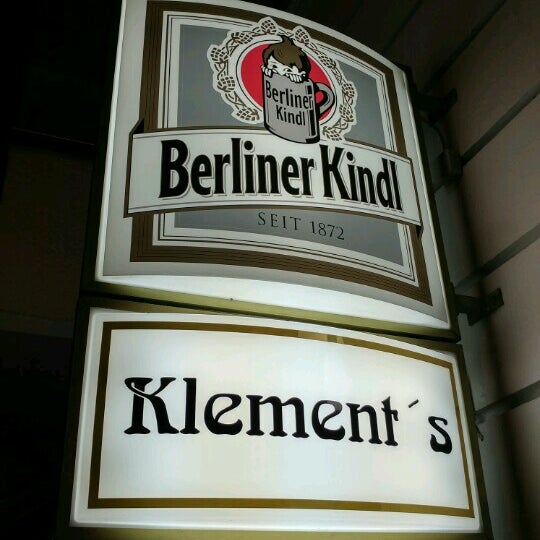 Berliner
Kindl
Berliner Kindl
SEIT 1872
Klement´s